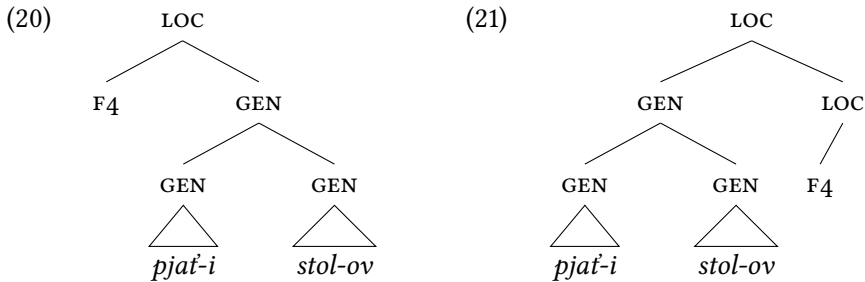 (20) LOC (21) LOC
F4 GEN GEN LOC
GEN GEN GEN GEN F4
pjat'-i stol-ov pjat'-i stol-ov